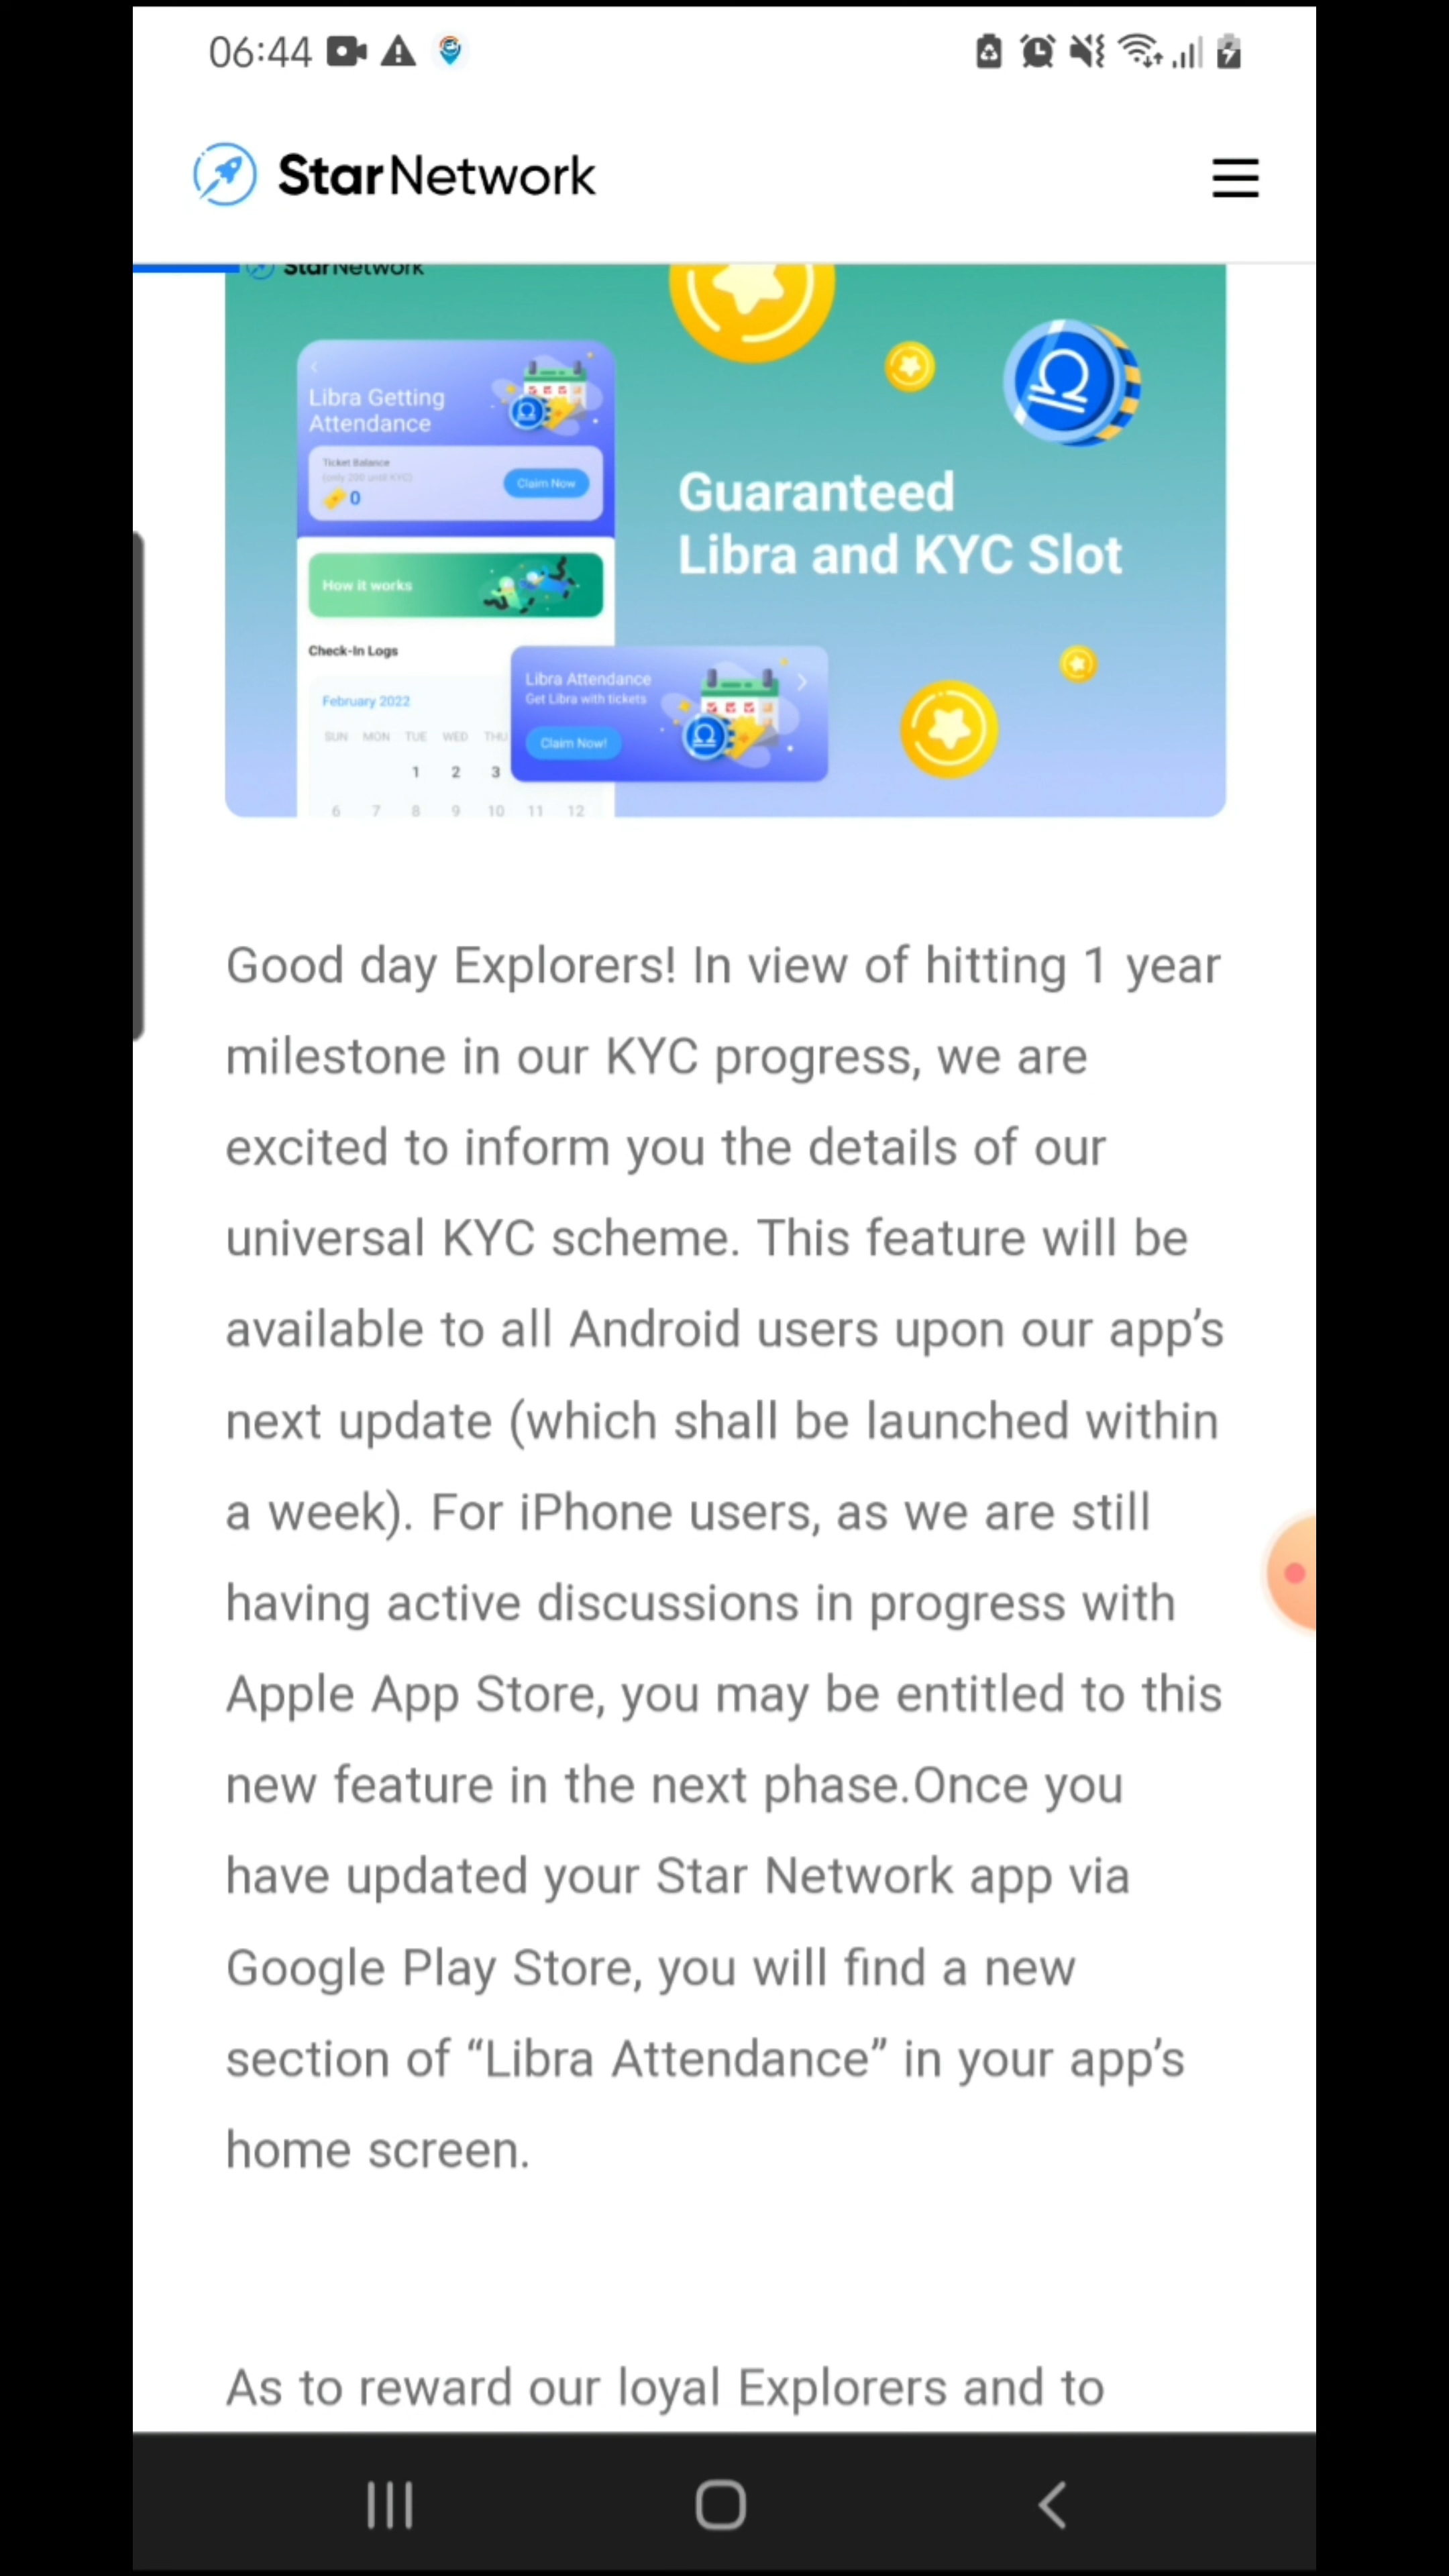 06:44
StarNetwork
StarNetwork
Libra Getting
Attendance
Ticket Balance
(only 200 until KYC)
0
Claim Now
How it works
Check-In Logs
February 2022
SUN MON TUE WED THU
1 2 3
6 7 8 9 10 11 12
Libra Attendance
Get Libra with tickets
Claim Now!
Guaranteed
Libra and KYC Slot
Good day Explorers! In view of hitting 1 year
milestone in our KYC progress, we are
excited to inform you the details of our
universal KYC scheme. This feature will be
available to all Android users upon our app’s
next update (which shall be launched within
a week). For iPhone users, as we are still
having active discussions in progress with
Apple App Store, you may be entitled to this
new feature in the next phase.Once you
have updated your Star Network app via
Google Play Store, you will find a new
section of “Libra Attendance” in your app’s
home screen.
As to reward our loyal Explorers and to